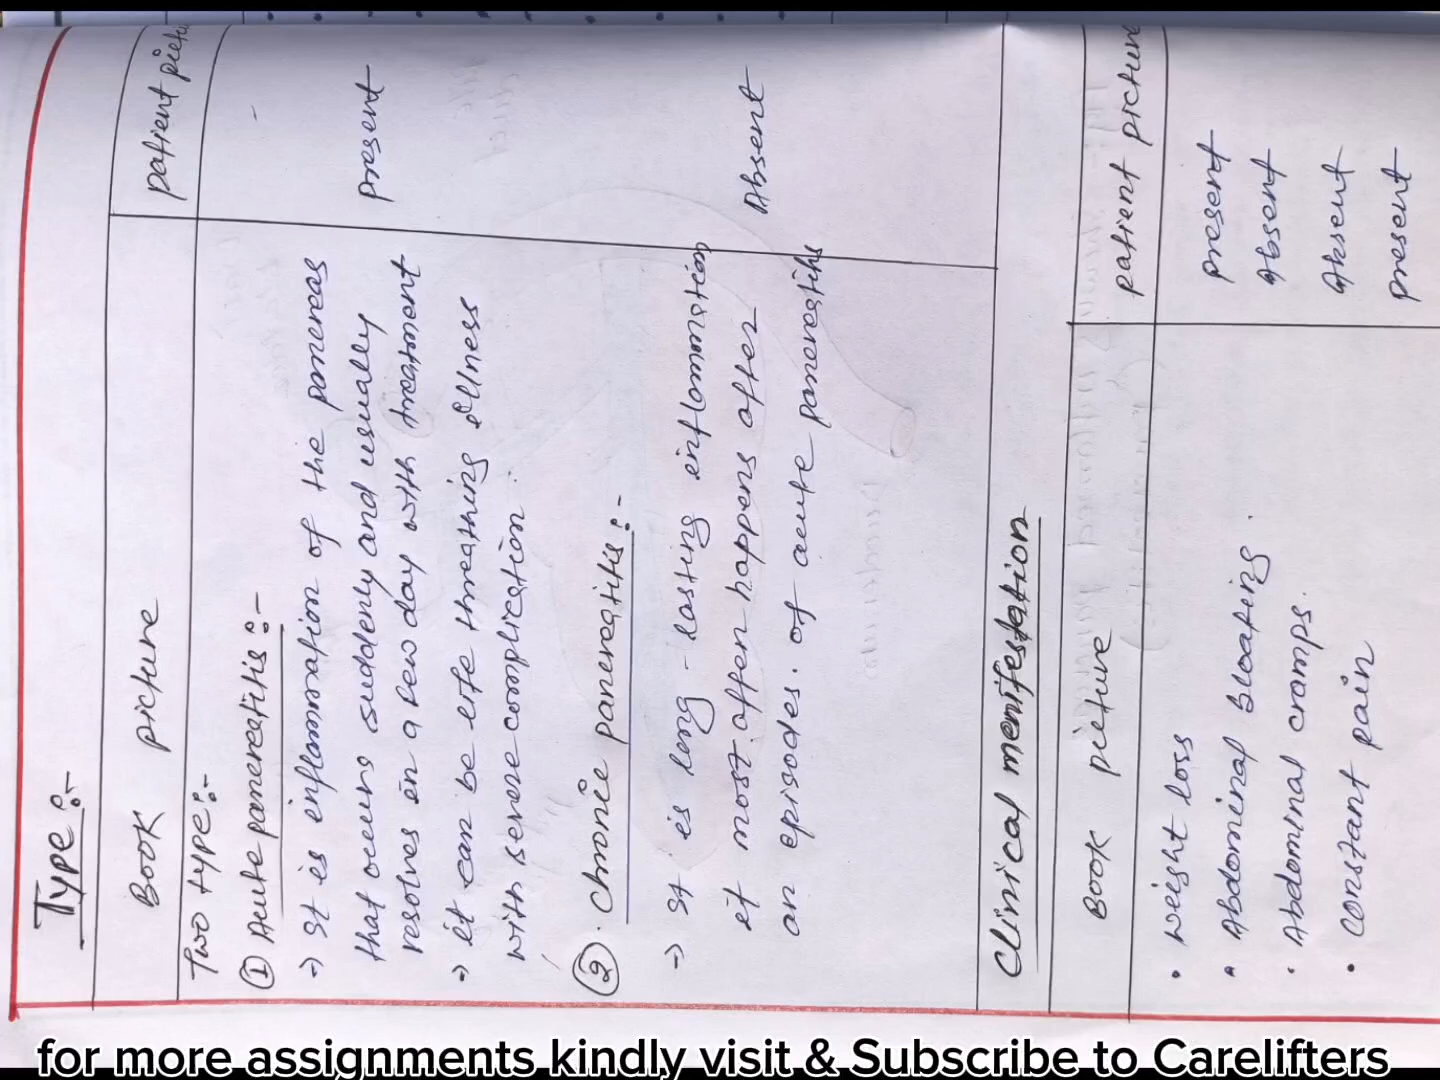 Type :-
Book picture patient pictu
Two type :-
① Acute pancreatitis :-
→ It is inflammation of the pancreas
that occurs suddenly and usually
resolves in a few day with treatment
present
→ it can be life threathing illness
with severe complication.
② Chronic pancreatitis :-
→ It is long-lasting inflammation
it most often happens after
Absent
an episodes. of acute pancreatitis
Clinical menifestation
Book picture patient picture
• weight loss present
• Abdominal Bloating. Absent
• Abdominal cramps. Absent
• constant pain present
for more assignments kindly visit & Subscribe to Carelifters